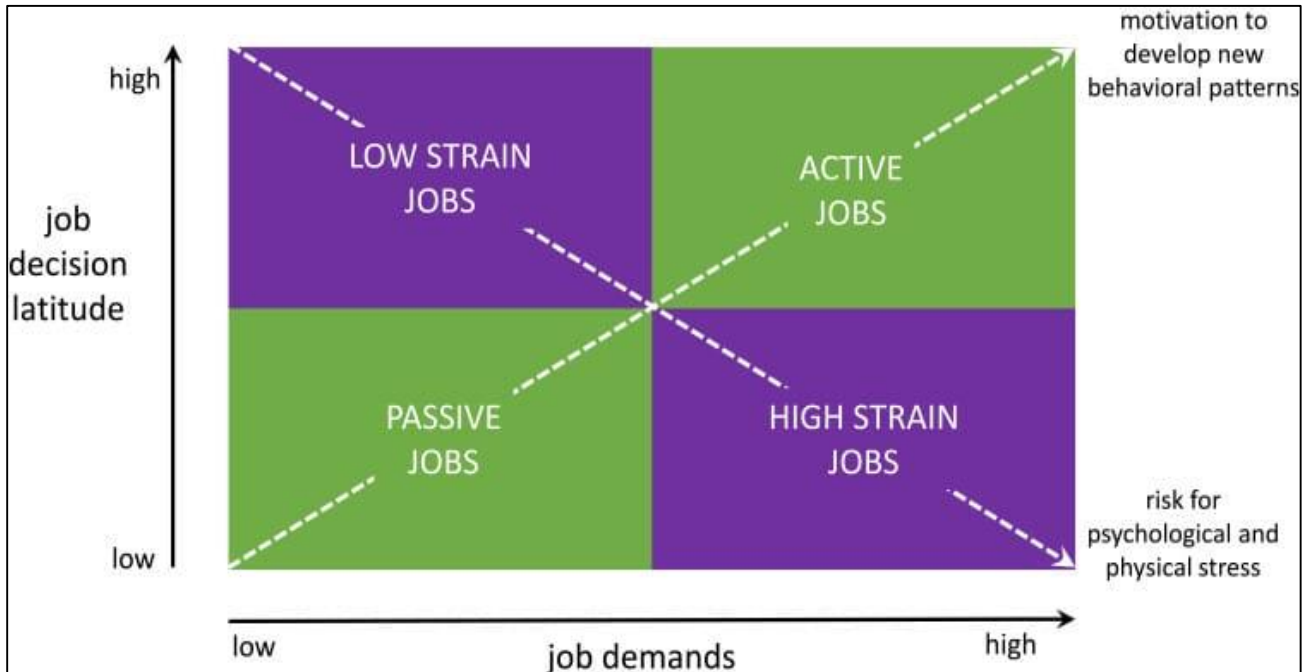 motivation to
develop new
behavioral patterns
high
LOW STRAIN
JOBS
ACTIVE
JOBS
job
decision
latitude
PASSIVE
JOBS
HIGH STRAIN
JOBS
low
risk for
psychological and
physical stress
low
job demands
high